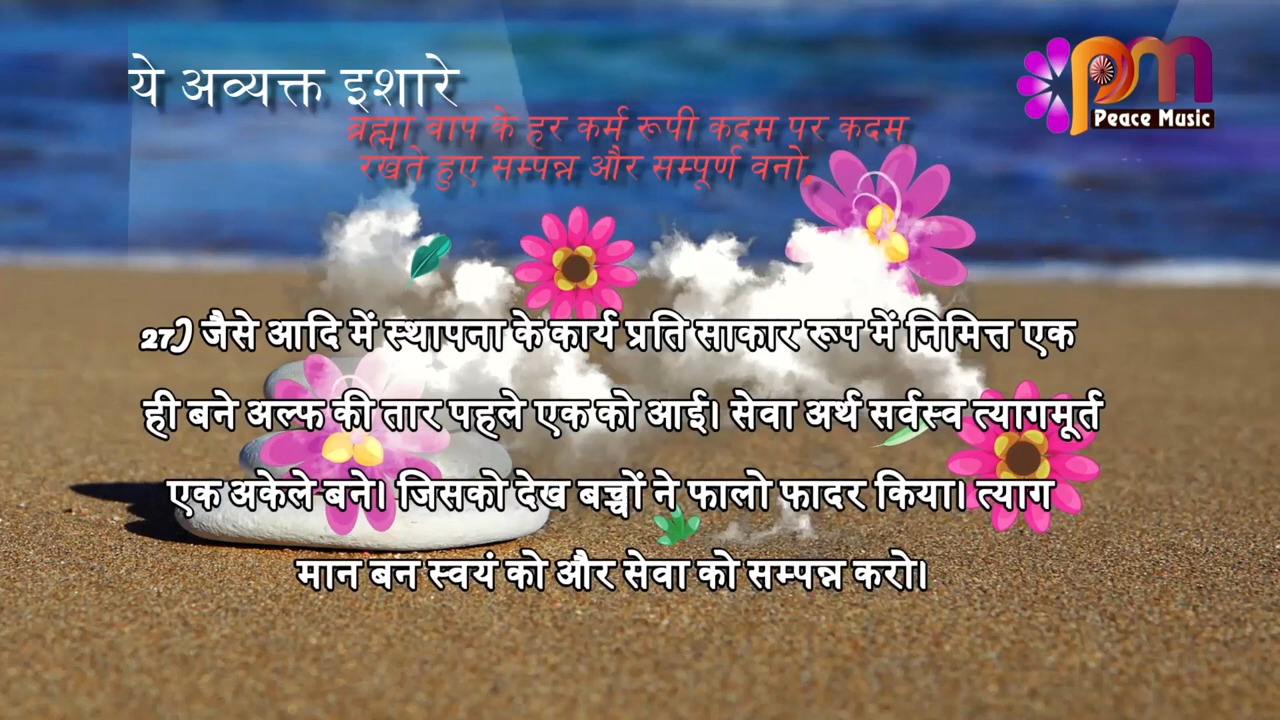 ये अव्यक्त इशारे
ब्रह्मा वाप के हर कर्म रूपी कदम पर कदम
रखते हुए सम्पन्न और सम्पूर्ण वनो.
pm
Peace Music
27) जैसे आदि में स्थापना के कार्य प्रति साकार रूप में निमित्त एक
ही बने अल्फ की तार पहले एक को आई। सेवा अर्थ सर्वस्व त्यागमूर्त
एक अकेले बने। जिसको देख बच्चों ने फालो फादर किया। त्याग
मान बन स्वयं को और सेवा को सम्पन्न करो।